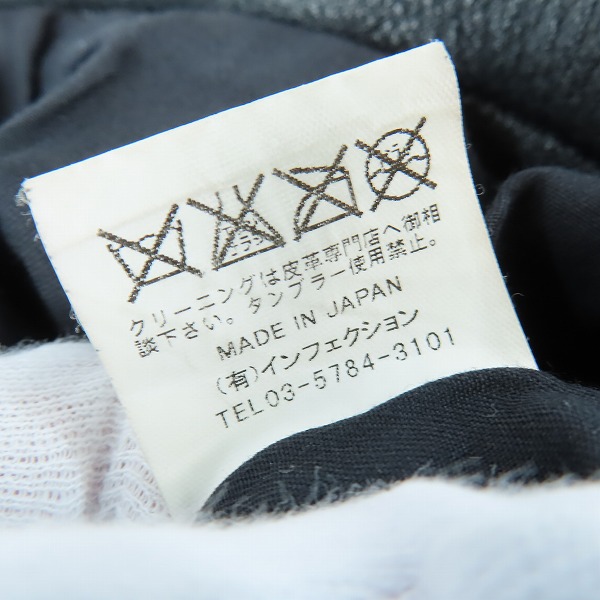 クリーニングは皮革専門店へ御相
談下さい。タンブラー使用禁止。
MADE IN JAPAN
(有)インフェクション
TEL03-5784-3101